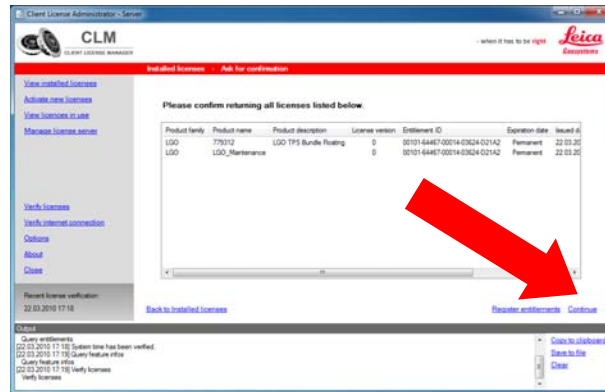 Client License Administrator - Server
CLM
CLIENT LICENSE MANAGER
- when it has to be right
Leica
Geosystems
Installed licenses - Ask for confirmation
View installed licenses
Activate new licenses
View licences in use
Manage license server
Verify licenses
Verify internet connection
Options
About
Close
Recent license verification:
22.03.2010 17:18
Please confirm returning all licenses listed below.
Product family Product name Product description License version Entitlement ID Expiration date Issued d
LGO 779312 LGO TPS Bundle Floating 0 00101-64467-00014-03624-D21A2 Permanent 22.03.20
LGO LGO_Maintenance 0 00101-64467-00014-03624-D21A2 Permanent 22.03.20
Back to Installed licenses
Register entitlements Continue
Output
Query entitlements
[22.03.2010 17:18] System time has been verified.
[22.03.2010 17:19] Query feature infos
Query feature infos
[22.03.2010 17:18] Verify licenses
Verify licenses
Copy to clipboard
Save to file
Clear